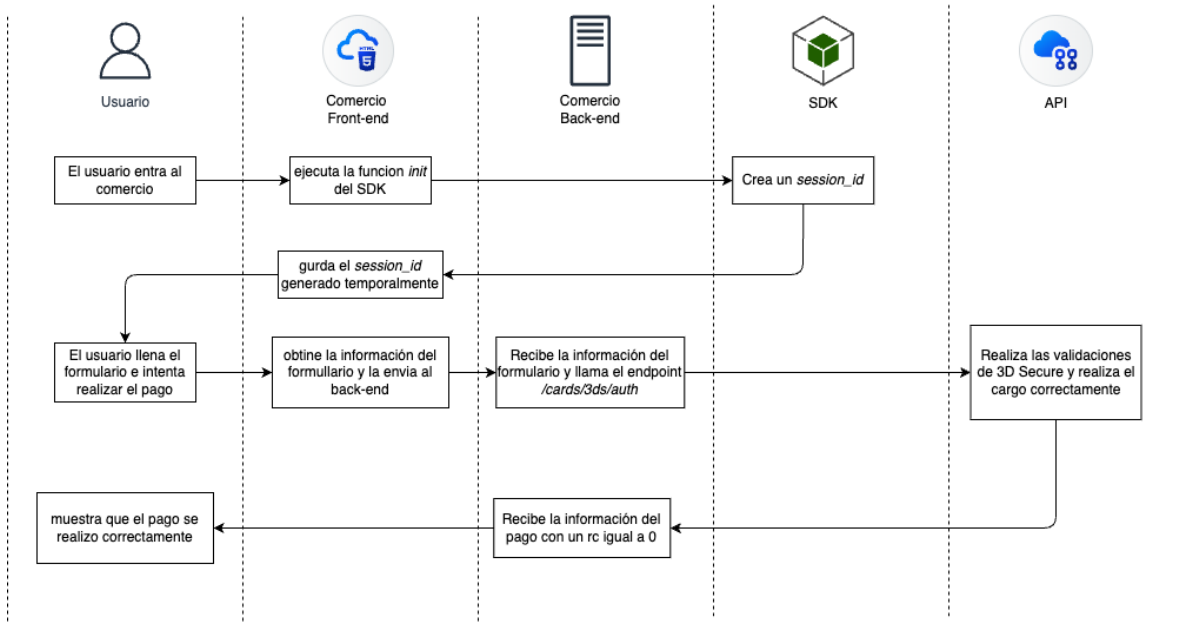 Usuario
Comercio
Front-end
Comercio
Back-end
SDK
API
El usuario entra al
comercio
ejecuta la funcion init
del SDK
Crea un session_id
gurda el session_id
generado temporalmente
El usuario llena el
formulario e intenta
realizar el pago
obtine la información del
formullario y la envia al
back-end
Recibe la información del
formulario y llama el endpoint
/cards/3ds/auth
Realiza las validaciones
de 3D Secure y realiza el
cargo correctamente
muestra que el pago se
realizo correctamente
Recibe la información del
pago con un rc igual a 0